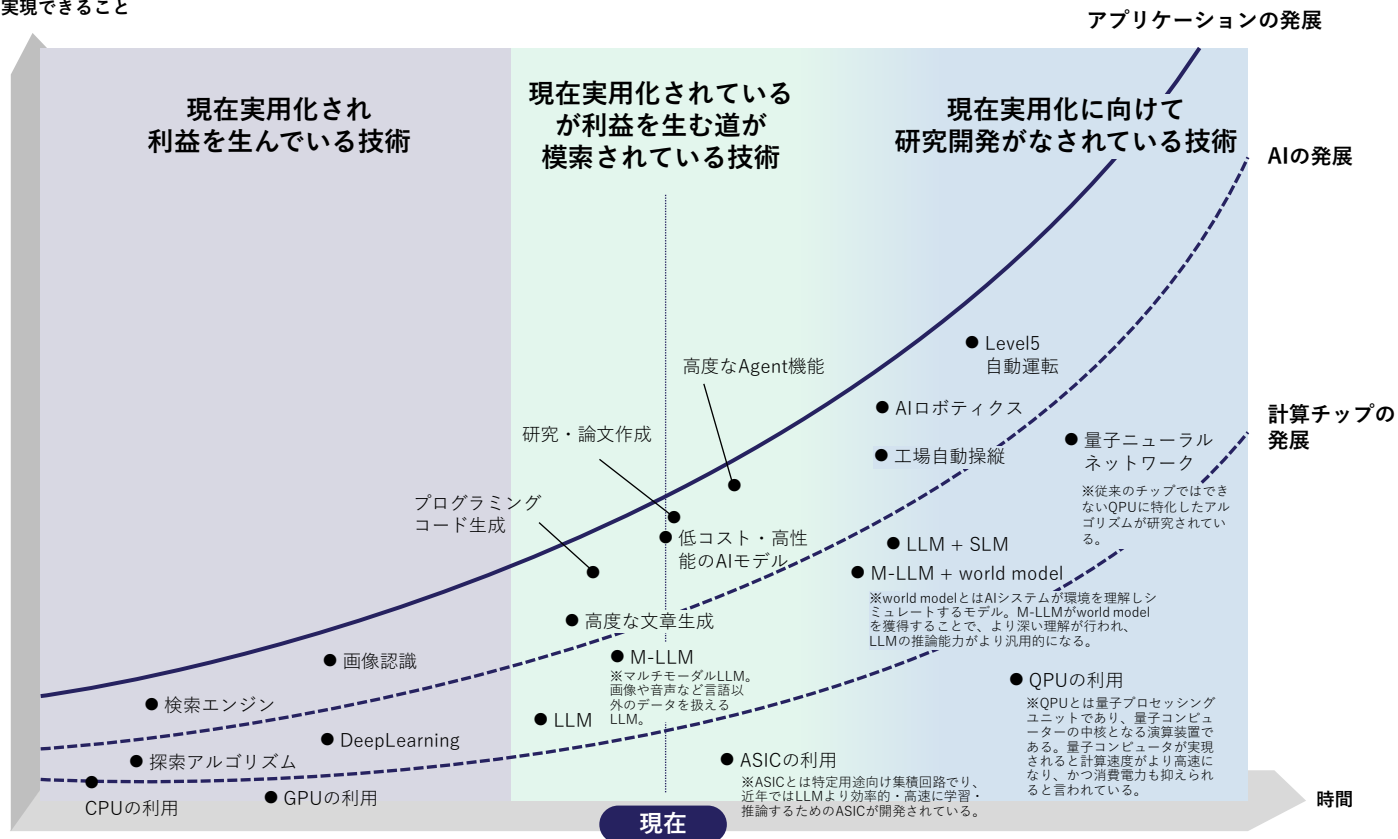 実現できること
アプリケーションの発展
現在実用化され
利益を生んでいる技術
現在実用化されている
が利益を生む道が
模索されている技術
現在実用化に向けて
研究開発がなされている技術
AIの発展
計算チップの
発展
Level5
自動運転
高度なAgent機能
AIロボティクス
研究・論文作成
工場自動操縦
量子ニューラル
ネットワーク
※従来のチップではでき
ないQPUに特化したアル
ゴリズムが研究されてい
る。
プログラミング
コード生成
低コスト・高性
能のAIモデル
LLM + SLM
M-LLM + world model
※world modelとはAIシステムが環境を理解しシ
ミュレートするモデル。M-LLMがworld model
を獲得することで、より深い理解が行われ、
LLMの推論能力がより汎用的になる。
高度な文章生成
画像認識
M-LLM
※マルチモーダルLLM。
画像や音声など言語以
外のデータを扱える
LLM。
検索エンジン
LLM
QPUの利用
※QPUとは量子プロセッシング
ユニットであり、量子コンピュ
ーターの中核となる演算装置で
ある。量子コンピュータが実現
されると計算速度がより高速に
なり、かつ消費電力も抑えられ
ると言われている。
DeepLearning
探索アルゴリズム
ASICの利用
※ASICとは特定用途向け集積回路でり、
近年ではLLMより効率的・高速に学習・
推論するためのASICが開発されている。
CPUの利用
GPUの利用
時間
現在